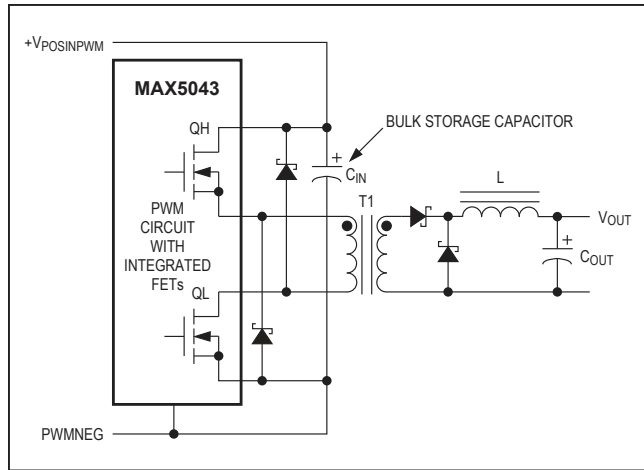 +VPOSINPWM
MAX5043
QH
BULK STORAGE CAPACITOR
+
CIN
T1
L
PWM
CIRCUIT
WITH
INTEGRATED
FETs
VOUT
+
COUT
QL
PWMNEG